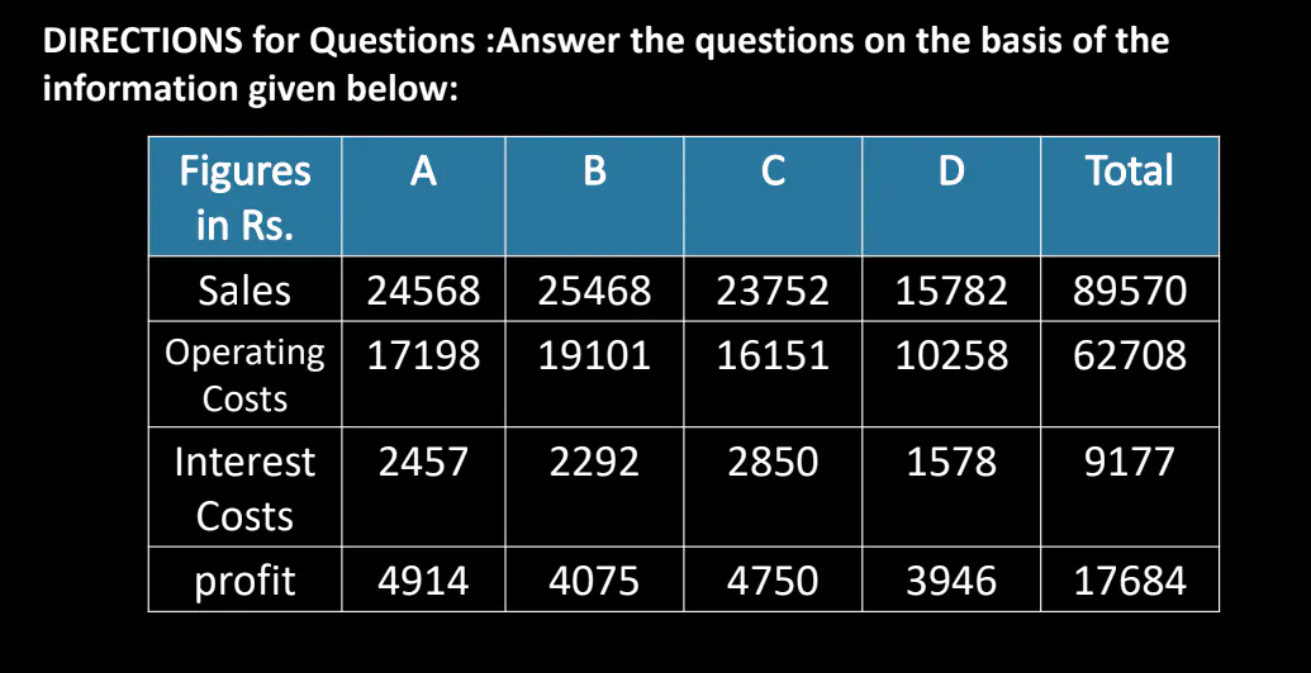 DIRECTIONS for Questions :Answer the questions on the basis of the
information given below:
Figures in Rs. A B C D Total
Sales 24568 25468 23752 15782 89570
Operating Costs 17198 19101 16151 10258 62708
Interest Costs 2457 2292 2850 1578 9177
profit 4914 4075 4750 3946 17684